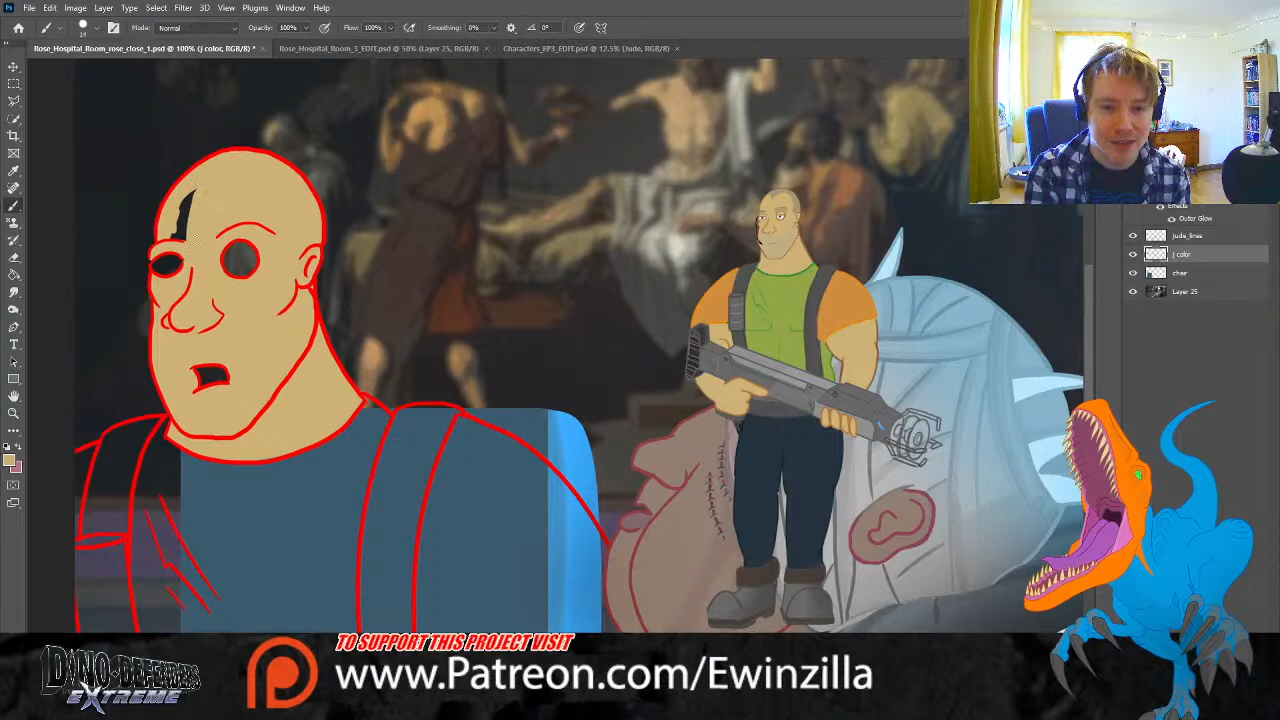 File Edit Image Layer Type Select Filter 3D View Plugins Window Help
Mode: Normal Opacity: 100% Flow: 100% Smoothing: 0% 0°
Rose_Hospital_Room_rose_close_1.psd @ 100% (j color, RGB/8) * × Rose_Hospital_Room_3_EDIT.psd @ 50% (Layer 25, RGB/8) × Characters_EP3_EDIT.psd @ 12.5% (Jude, RGB/8) ×
Effects
Outer Glow
jude_lines
j color
chair
Layer 25
TO SUPPORT THIS PROJECT VISIT
www.Patreon.com/Ewinzilla
DINO DEFENDERS
EXTREME